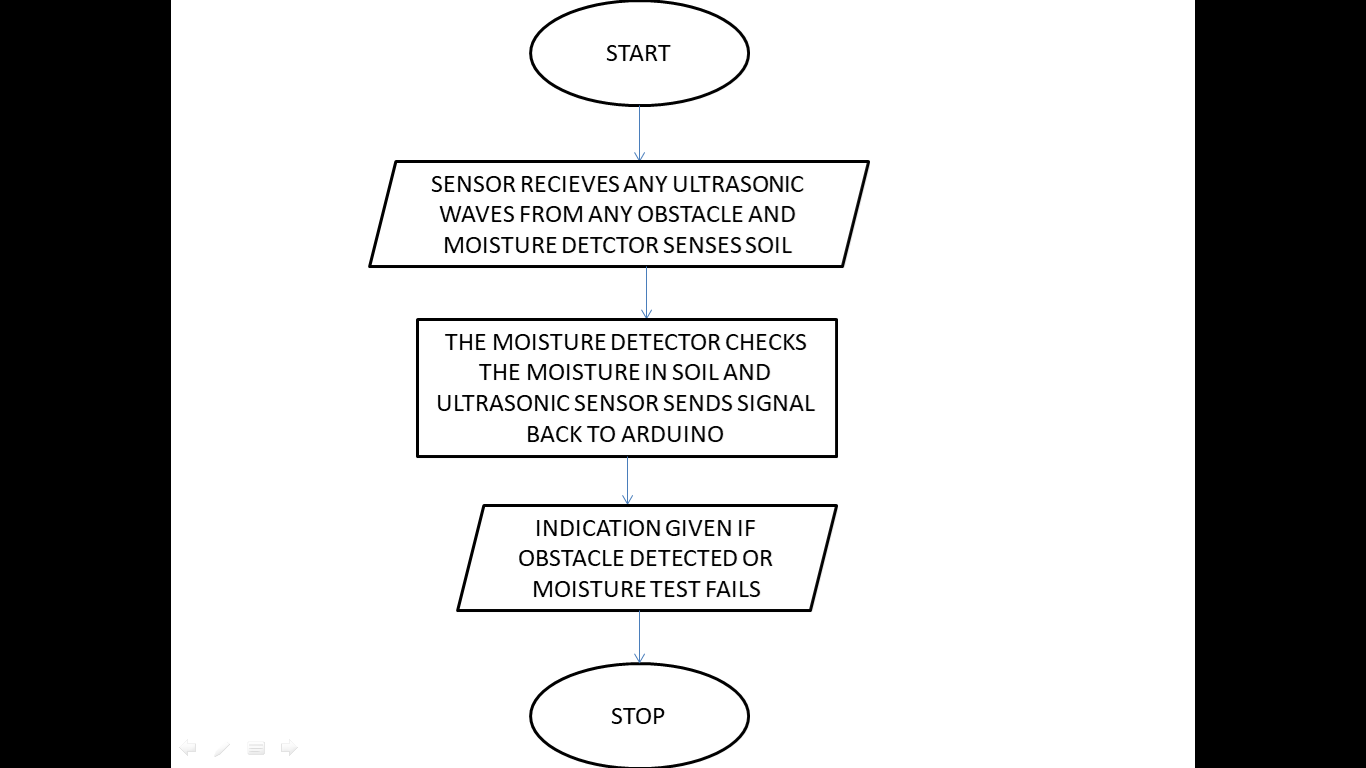 START
SENSOR RECIEVES ANY ULTRASONIC
WAVES FROM ANY OBSTACLE AND
MOISTURE DETCTOR SENSES SOIL
THE MOISTURE DETECTOR CHECKS
THE MOISTURE IN SOIL AND
ULTRASONIC SENSOR SENDS SIGNAL
BACK TO ARDUINO
INDICATION GIVEN IF
OBSTACLE DETECTED OR
MOISTURE TEST FAILS
STOP